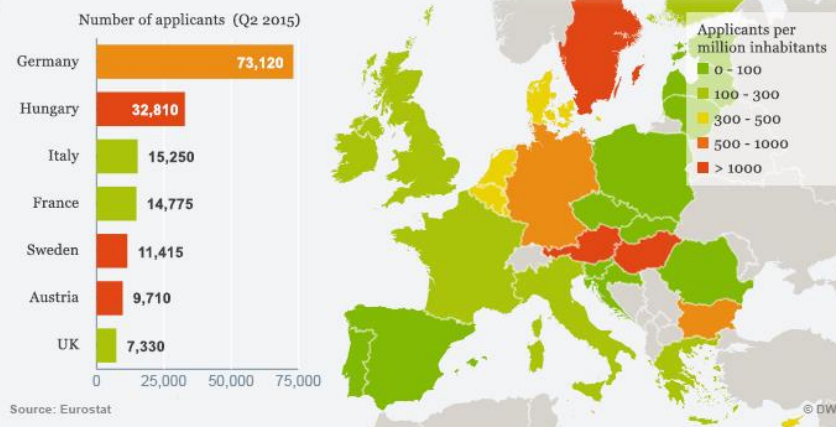 Number of applicants (Q2 2015)
Germany 73,120
Hungary 32,810
Italy 15,250
France 14,775
Sweden 11,415
Austria 9,710
UK 7,330
0 25,000 50,000 75,000
Source: Eurostat
Applicants per
million inhabitants
0 - 100
100 - 300
300 - 500
500 - 1000
> 1000
© DW